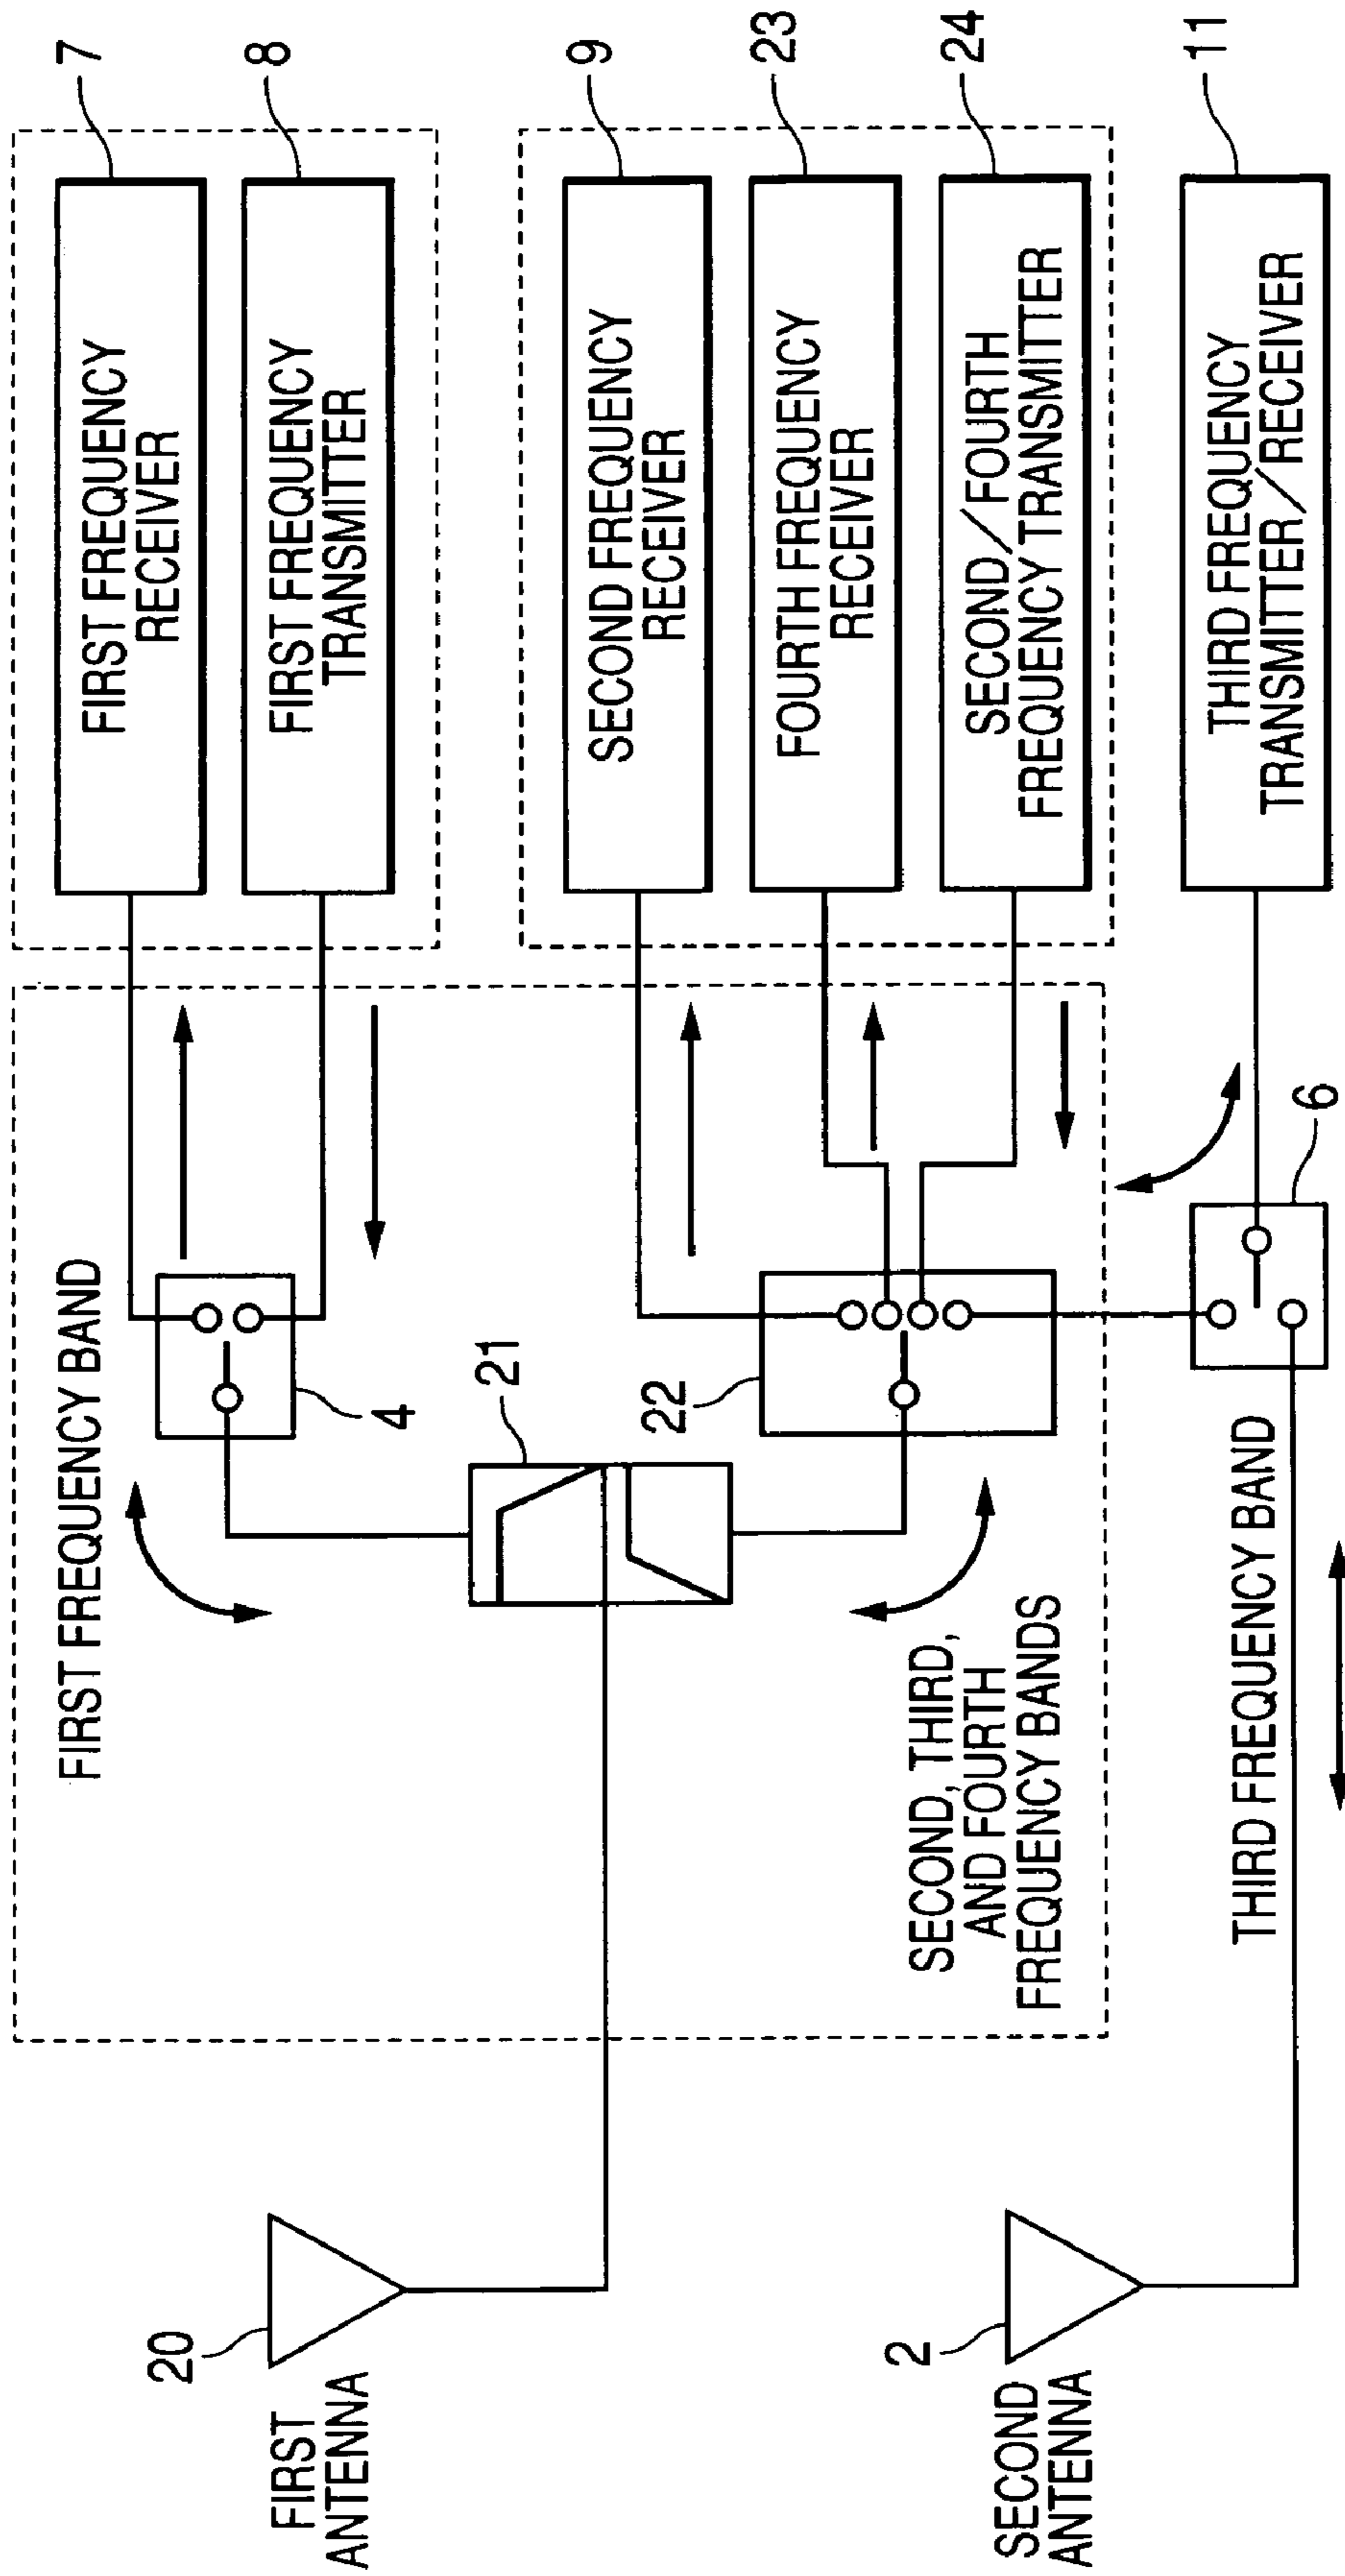 7
FIRST FREQUENCY
RECEIVER
8
FIRST FREQUENCY
TRANSMITTER
9
SECOND FREQUENCY
RECEIVER
23
FOURTH FREQUENCY
RECEIVER
24
SECOND/FOURTH
FREQUENCY TRANSMITTER
11
THIRD FREQUENCY
TRANSMITTER/RECEIVER
FIRST FREQUENCY BAND
4
21
22
6
SECOND, THIRD,
AND FOURTH
FREQUENCY BANDS
THIRD FREQUENCY BAND
20
FIRST
ANTENNA
2
SECOND
ANTENNA